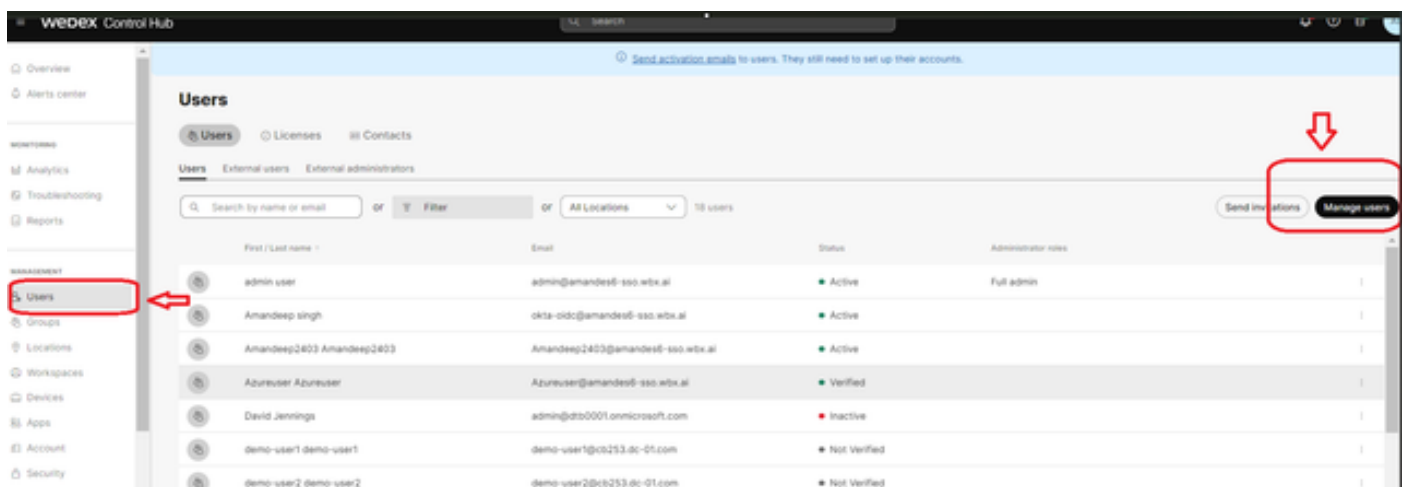 webex Control Hub
Search
Overview
Alerts center
MONITORING
Analytics
Troubleshooting
Reports
MANAGEMENT
Users
Groups
Locations
Workspaces
Devices
Apps
Account
Security
Send activation emails to users. They still need to set up their accounts.
Users
Users Licenses Contacts
Users External users External administrators
Search by name or email or Filter or All Locations 18 users Send invitations Manage users
First / Last name Email Status Administrator roles
admin user admin@amandes6-sso.wbx.ai Active Full admin
Amandeep singh okta-oidc@amandes6-sso.wbx.ai Active
Amandeep2403 Amandeep2403 Amandeep2403@amandes6-sso.wbx.ai Active
Azureuser Azureuser Azureuser@amandes6-sso.wbx.ai Verified
David Jennings admin@dtb0001.onmicrosoft.com Inactive
demo-user1 demo-user1 demo-user1@cb253.dc-01.com Not Verified
demo-user2 demo-user2 demo-user2@cb253.dc-01.com Not Verified